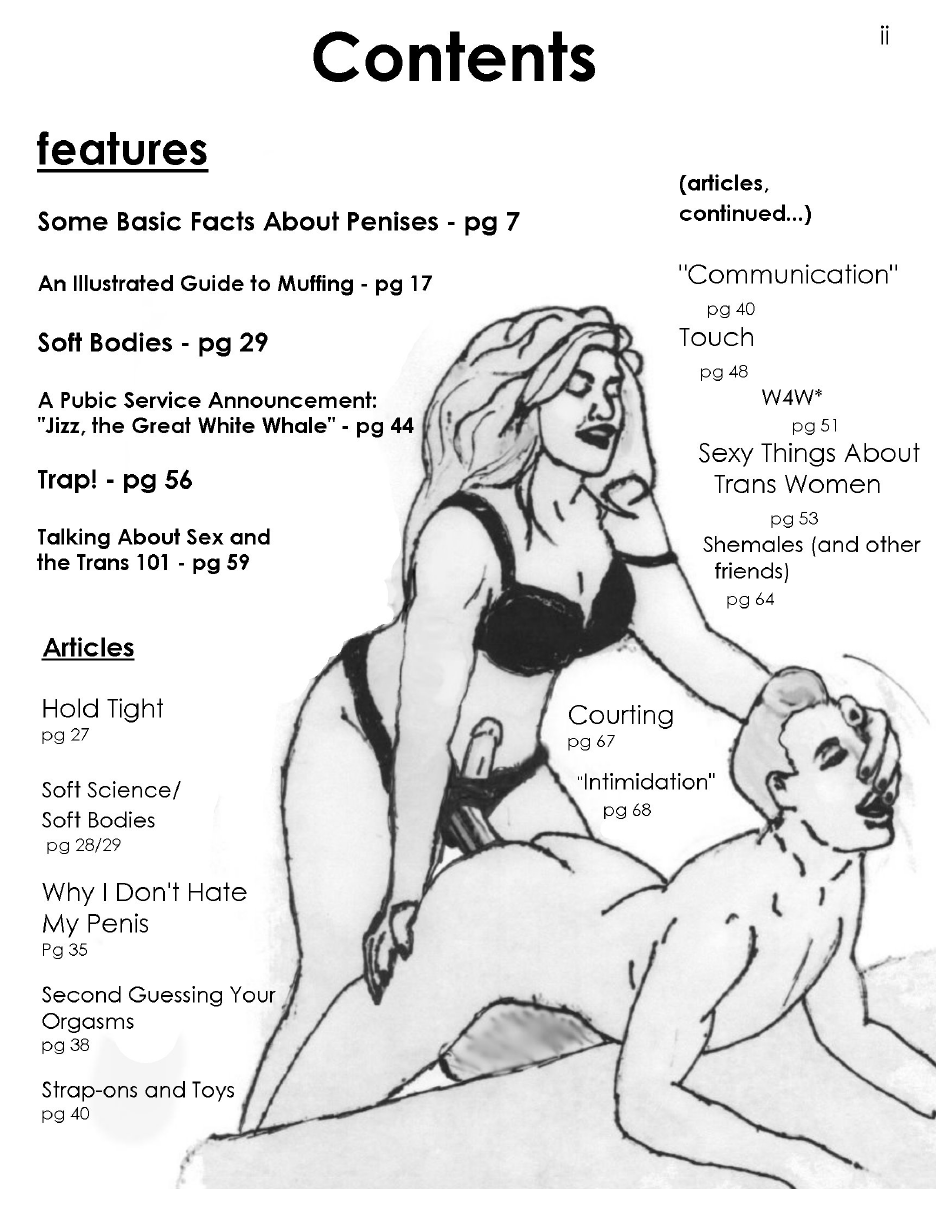 ii
Contents
features
Some Basic Facts About Penises - pg 7
An Illustrated Guide to Muffing - pg 17
Soft Bodies - pg 29
A Pubic Service Announcement:
"Jizz, the Great White Whale" - pg 44
Trap! - pg 56
Talking About Sex and
the Trans 101 - pg 59
Articles
Hold Tight
pg 27
Soft Science/
Soft Bodies
pg 28/29
Why I Don't Hate
My Penis
Pg 35
Second Guessing Your
Orgasms
pg 38
Strap-ons and Toys
pg 40
(articles,
continued...)
"Communication"
pg 40
Touch
pg 48
W4W*
pg 51
Sexy Things About
Trans Women
pg 53
Shemales (and other
friends)
pg 64
Courting
pg 67
"Intimidation"
pg 68